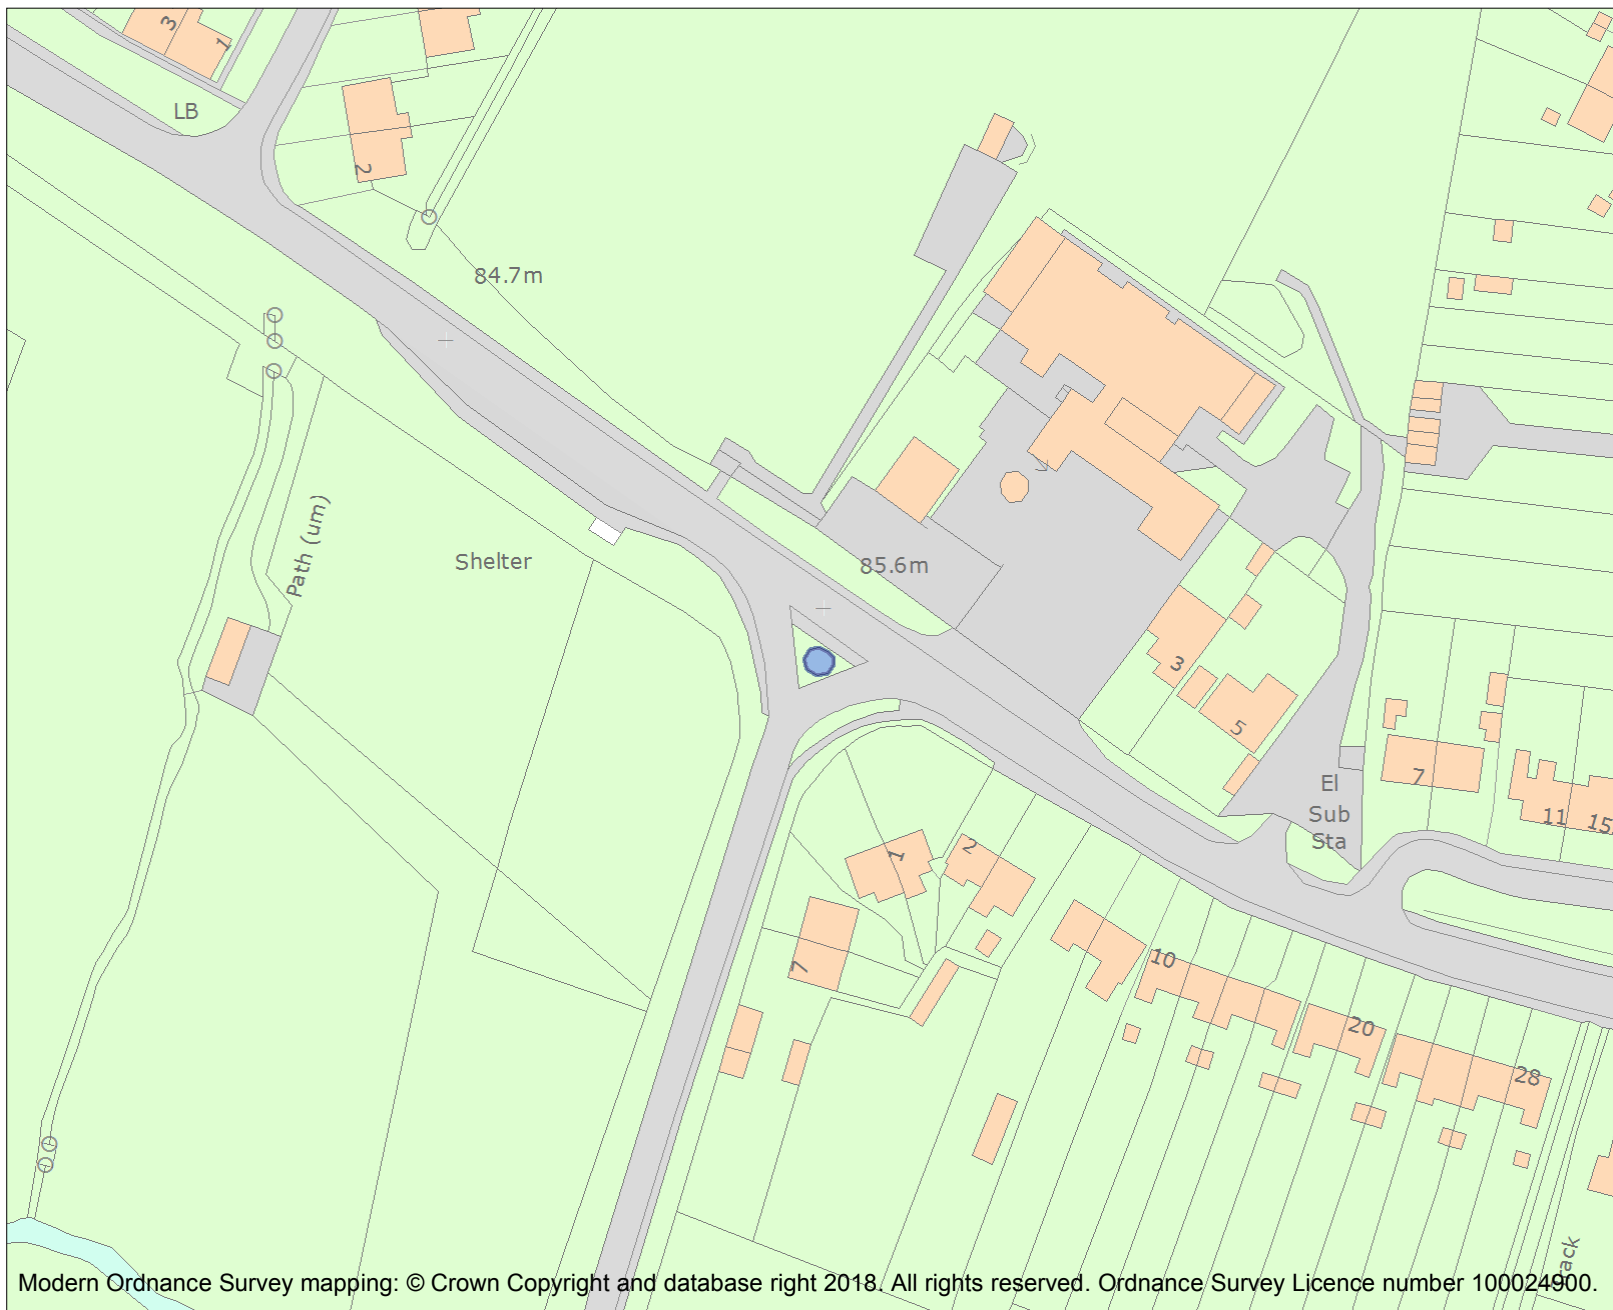 3
1
LB
2
84.7m
Path (um)
Shelter
85.6m
3
5
El
Sub
Sta
7
11
15
1
2
7
10
20
28
Modern Ordnance Survey mapping: © Crown Copyright and database right 2018. All rights reserved. Ordnance Survey Licence number 100024900.